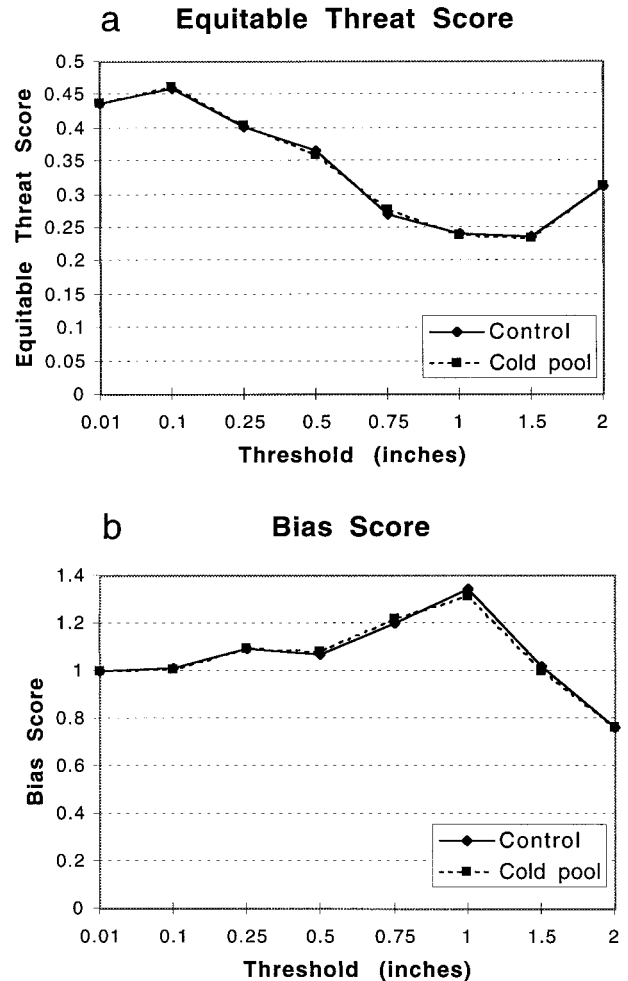 a Equitable Threat Score
0.5
0.45
0.4
0.35
0.3
0.25
0.2
0.15
0.1
0.05
0
Equitable Threat Score
Control
Cold pool
0.01 0.1 0.25 0.5 0.75 1 1.5 2
Threshold (inches)
b Bias Score
1.4
1.2
1
0.8
0.6
0.4
0.2
0
Bias Score
Control
Cold pool
0.01 0.1 0.25 0.5 0.75 1 1.5 2
Threshold (inches)